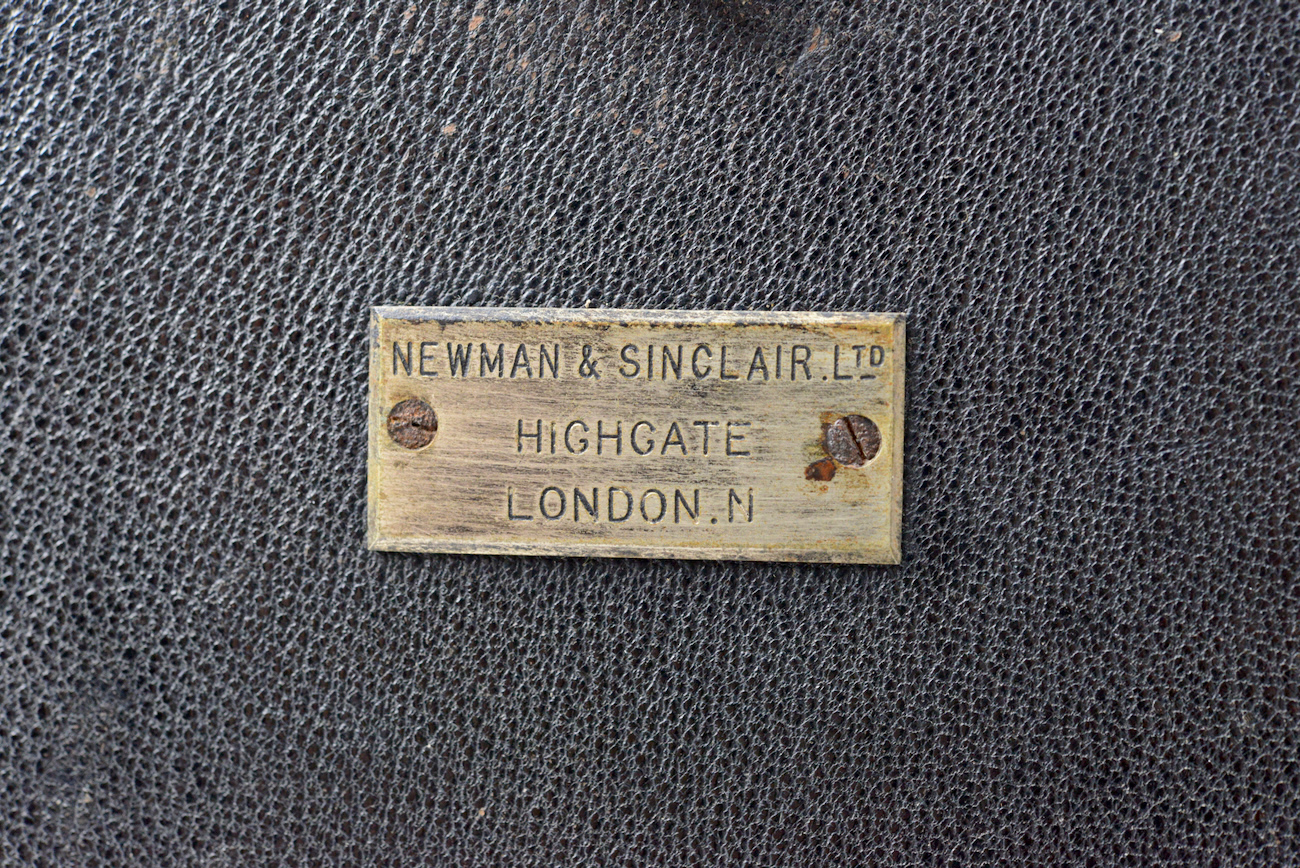 NEWMAN & SINCLAIR.LTD
HIGHGATE
LONDON.N